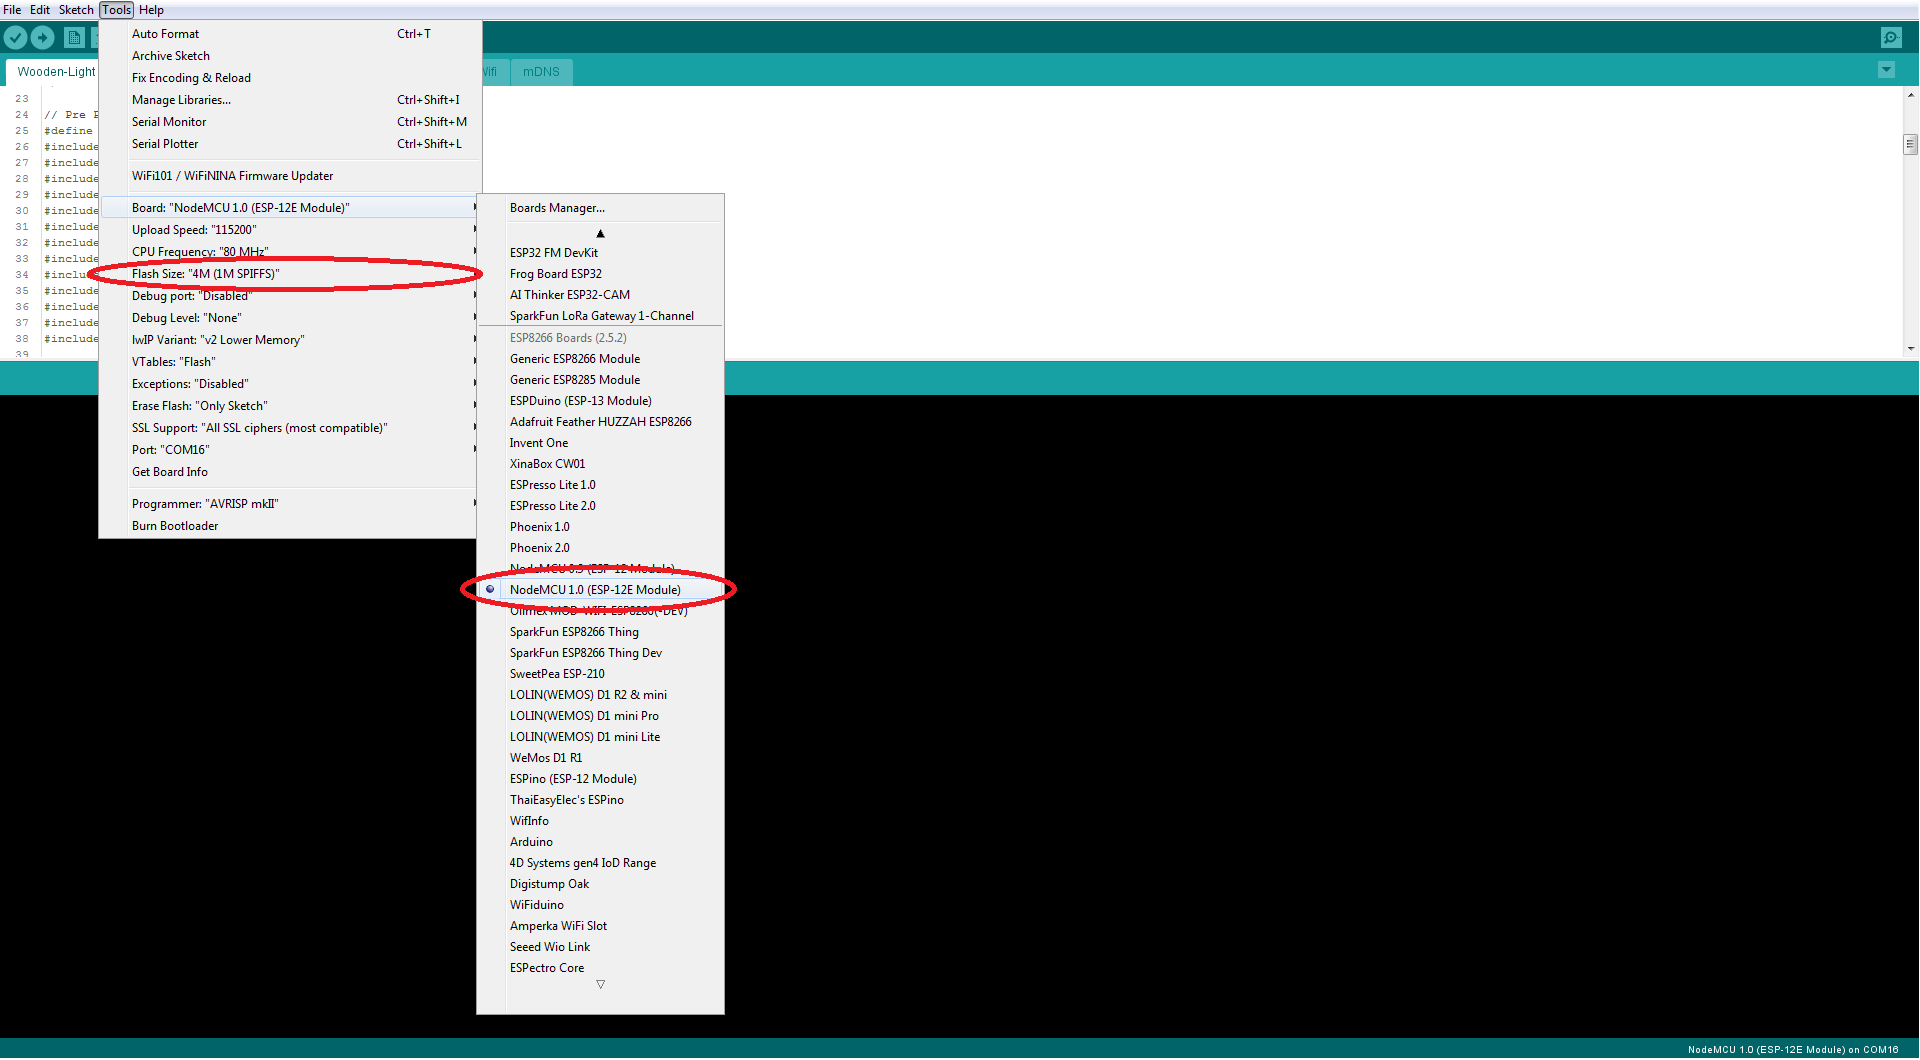 File Edit Sketch Tools Help
Auto Format Ctrl+T
Archive Sketch
Fix Encoding & Reload
Manage Libraries... Ctrl+Shift+I
Serial Monitor Ctrl+Shift+M
Serial Plotter Ctrl+Shift+L
WiFi101 / WiFiNINA Firmware Updater
Board: "NodeMCU 1.0 (ESP-12E Module)"
Upload Speed: "115200"
CPU Frequency: "80 MHz"
Flash Size: "4M (1M SPIFFS)"
Debug port: "Disabled"
Debug Level: "None"
lwIP Variant: "v2 Lower Memory"
VTables: "Flash"
Exceptions: "Disabled"
Erase Flash: "Only Sketch"
SSL Support: "All SSL ciphers (most compatible)"
Port: "COM16"
Get Board Info
Programmer: "AVRISP mkII"
Burn Bootloader
Wooden-Light
mDNS
23
24 // Pre
25 #define
26 #include
27 #include
28 #include
29 #include
30 #include
31 #include
32 #include
33 #include
34 #include
35 #include
36 #include
37 #include
38 #include
39
Boards Manager...
ESP32 FM DevKit
Frog Board ESP32
AI Thinker ESP32-CAM
SparkFun LoRa Gateway 1-Channel
ESP8266 Boards (2.5.2)
Generic ESP8266 Module
Generic ESP8285 Module
ESPDuino (ESP-13 Module)
Adafruit Feather HUZZAH ESP8266
Invent One
XinaBox CW01
ESPresso Lite 1.0
ESPresso Lite 2.0
Phoenix 1.0
Phoenix 2.0
NodeMCU 0.9 (ESP-12 Module)
NodeMCU 1.0 (ESP-12E Module)
Olimex MOD-WIFI-ESP8266(-DEV)
SparkFun ESP8266 Thing
SparkFun ESP8266 Thing Dev
SweetPea ESP-210
LOLIN(WEMOS) D1 R2 & mini
LOLIN(WEMOS) D1 mini Pro
LOLIN(WEMOS) D1 mini Lite
WeMos D1 R1
ESPino (ESP-12 Module)
ThaiEasyElec's ESPino
WifInfo
Arduino
4D Systems gen4 IoD Range
Digistump Oak
WiFiduino
Amperka WiFi Slot
Seeed Wio Link
ESPectro Core
NodeMCU 1.0 (ESP-12E Module) on COM16